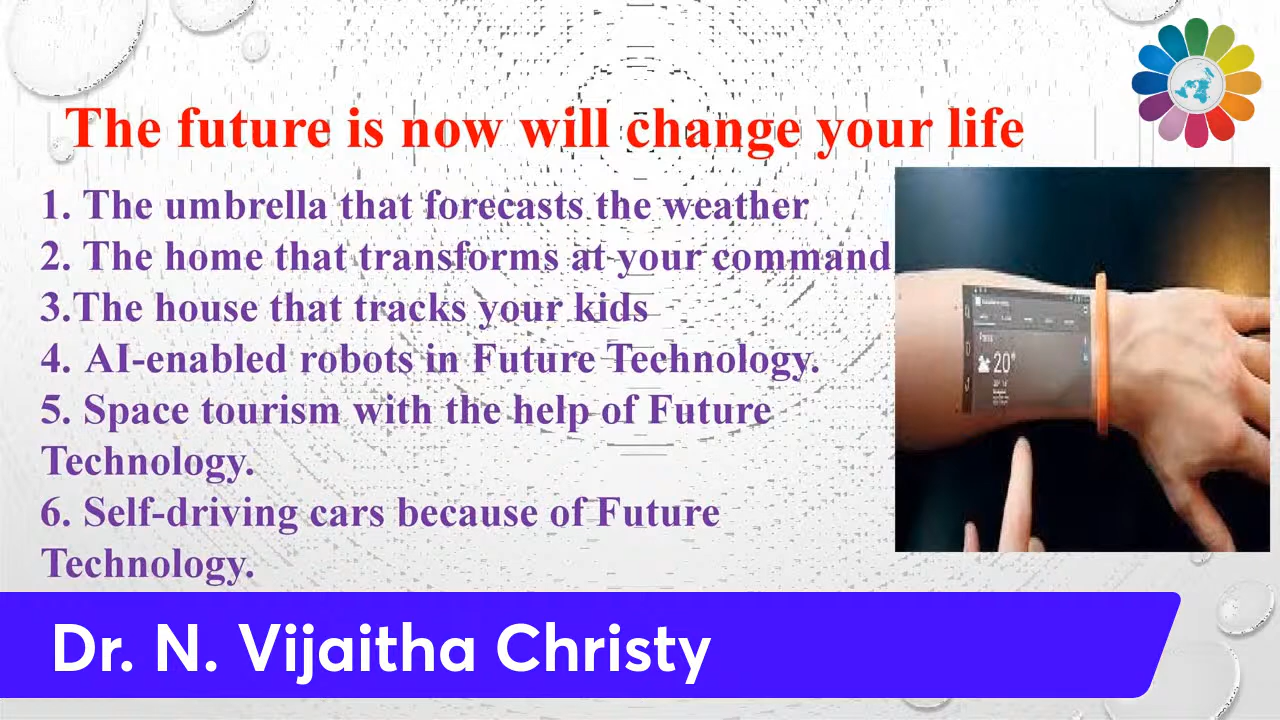 The future is now will change your life
1. The umbrella that forecasts the weather
2. The home that transforms at your command
3.The house that tracks your kids
4. AI-enabled robots in Future Technology.
5. Space tourism with the help of Future
Technology.
6. Self-driving cars because of Future
Technology.
20°
Dr. N. Vijaitha Christy